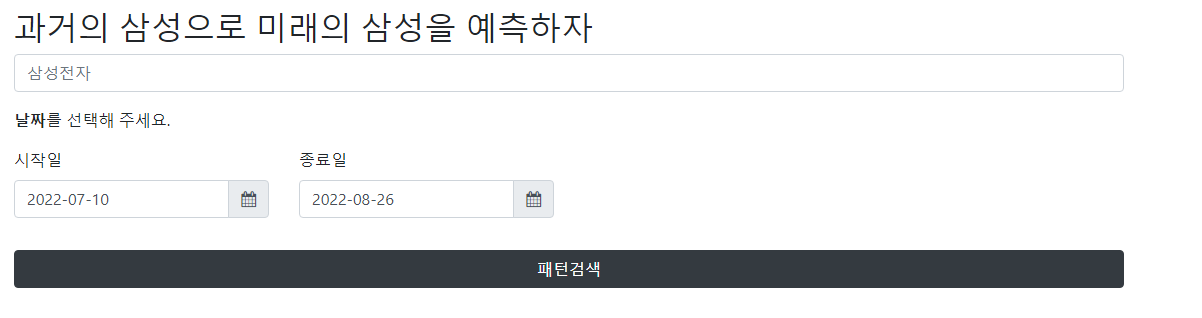 과거의 삼성으로 미래의 삼성을 예측하자
삼성전자
날짜를 선택해 주세요.
시작일 종료일
2022-07-10 2022-08-26
패턴검색